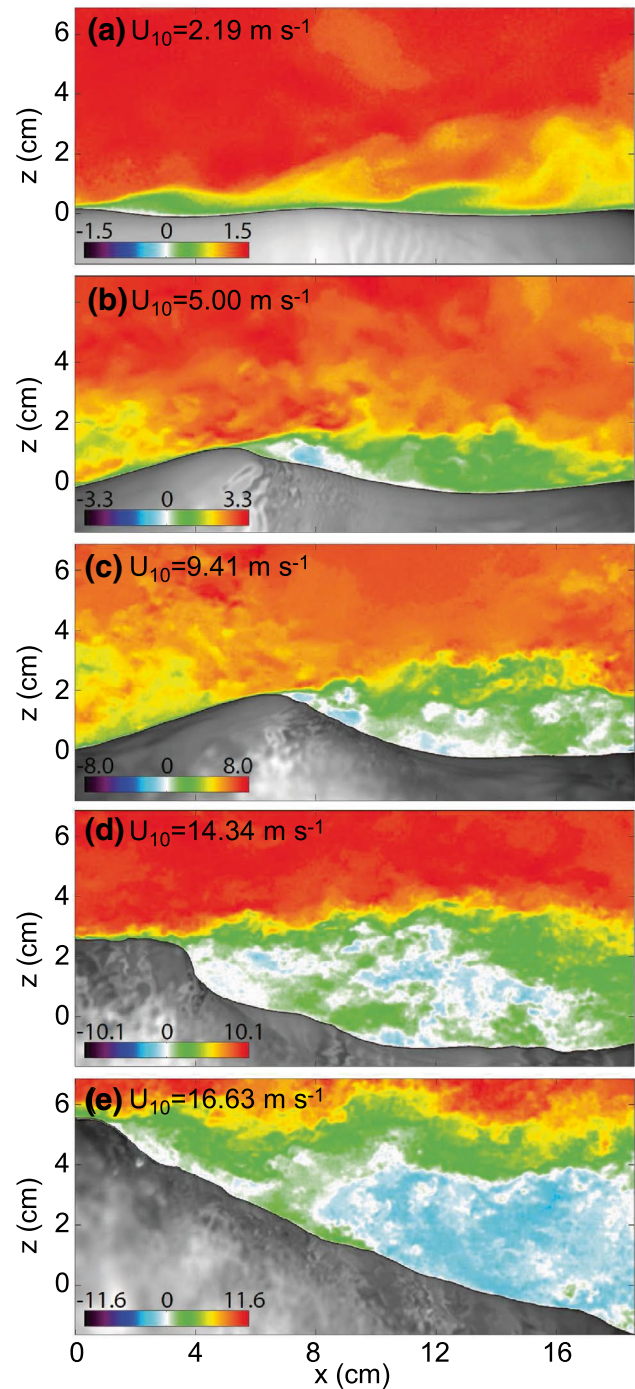 (a) U10=2.19 m s-1
6
4
2
0
z (cm)
-1.5 0 1.5
(b) U10=5.00 m s-1
4
2
0
z (cm)
-3.3 0 3.3
(c) U10=9.41 m s-1
6
4
2
0
z (cm)
-8.0 0 8.0
(d) U10=14.34 m s-1
6
4
2
0
z (cm)
-10.1 0 10.1
(e) U10=16.63 m s-1
6
4
2
0
z (cm)
-11.6 0 11.6
0 4 8 12 16
x (cm)